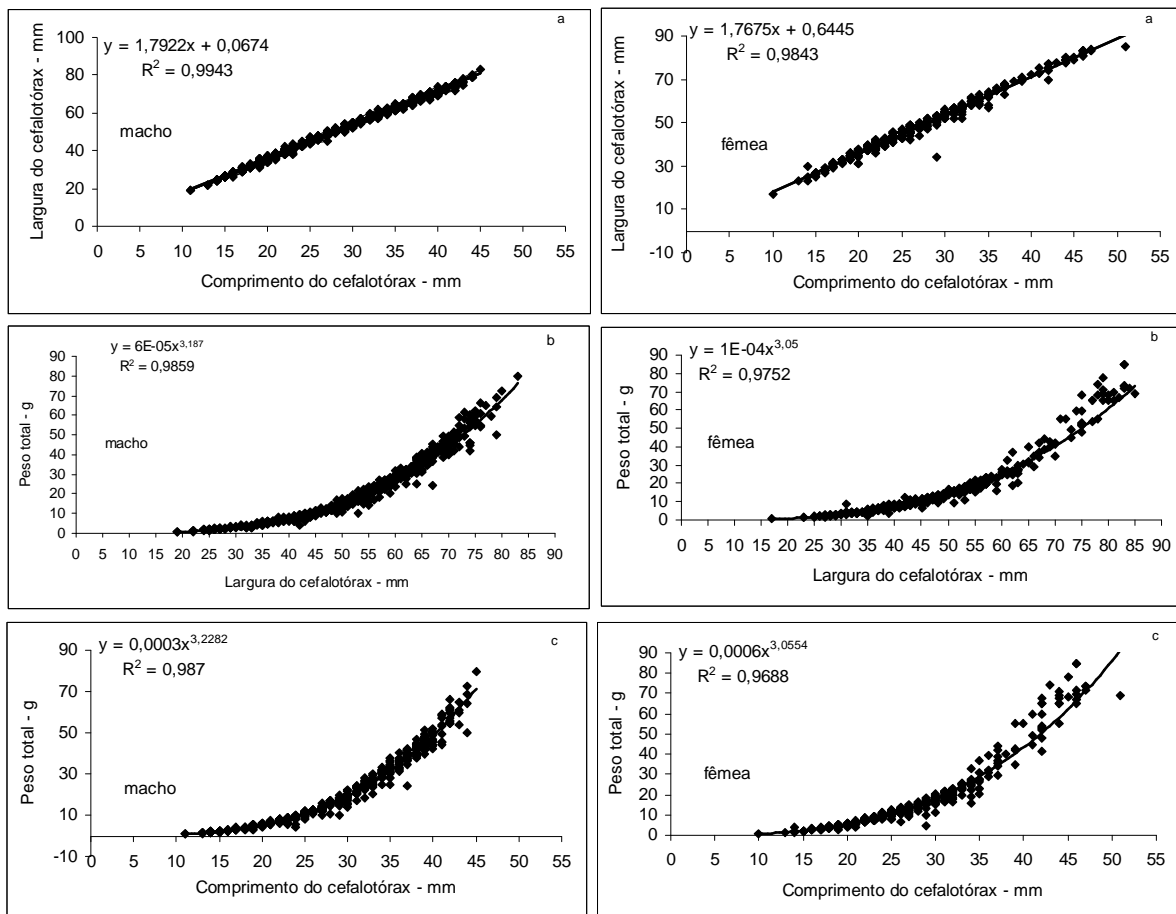 a
y = 1,7922x + 0,0674
R² = 0,9943
macho
Largura do cefalotórax - mm
100
80
60
40
20
0
0 5 10 15 20 25 30 35 40 45 50 55
Comprimento do cefalotórax - mm
a
y = 1,7675x + 0,6445
R² = 0,9843
fêmea
Largura do cefalotórax - mm
90
70
50
30
10
-10
0 5 10 15 20 25 30 35 40 45 50 55
Comprimento do cefalotórax - mm
b
y = 6E-05x^3,187
R² = 0,9859
macho
Peso total - g
90
80
70
60
50
40
30
20
10
0
0 5 10 15 20 25 30 35 40 45 50 55 60 65 70 75 80 85 90
Largura do cefalotórax - mm
b
y = 1E-04x^3,05
R² = 0,9752
fêmea
Peso total - g
90
80
70
60
50
40
30
20
10
0
0 5 10 15 20 25 30 35 40 45 50 55 60 65 70 75 80 85 90
Largura do cefalotórax - mm
c
y = 0,0003x^3,2282
R² = 0,987
macho
Peso total - g
90
70
50
30
10
-10
0 5 10 15 20 25 30 35 40 45 50 55
Comprimento do cefalotórax - mm
c
y = 0,0006x^3,0554
R² = 0,9688
fêmea
Peso total - g
90
80
70
60
50
40
30
20
10
0
0 5 10 15 20 25 30 35 40 45 50 55
Comprimento do cefalotórax - mm